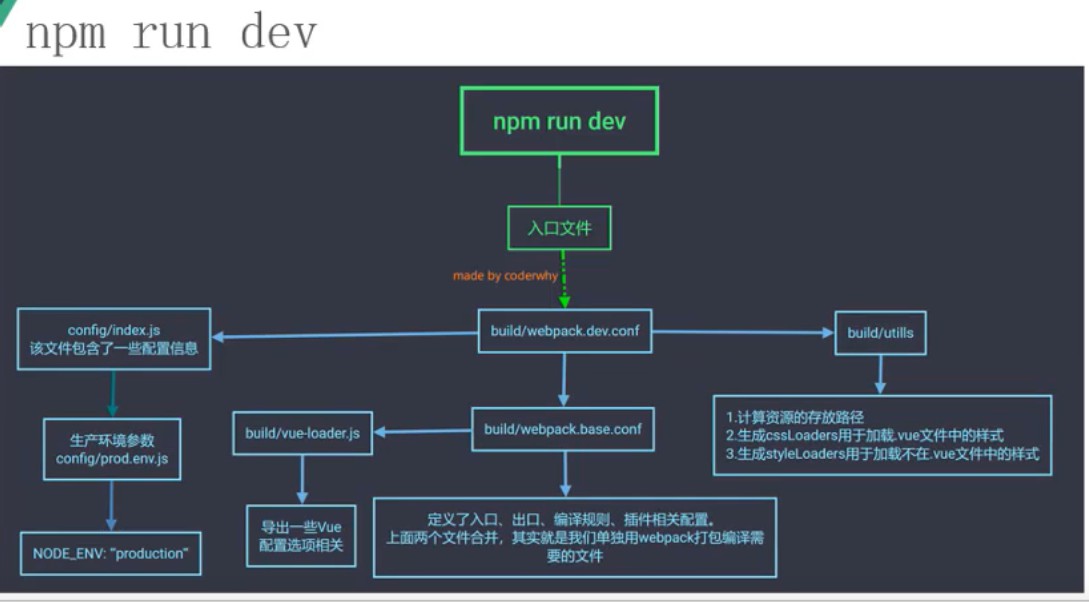 npm run dev
npm run dev
入口文件
made by coderwhy
config/index.js
该文件包含了一些配置信息
build/webpack.dev.conf
build/utills
生产环境参数
config/prod.env.js
build/vue-loader.js
build/webpack.base.conf
1.计算资源的存放路径
2.生成cssLoaders用于加载.vue文件中的样式
3.生成styleLoaders用于加载不在.vue文件中的样式
NODE_ENV: "production"
导出一些Vue
配置选项相关
定义了入口、出口、编译规则、插件相关配置。
上面两个文件合并，其实就是我们单独用webpack打包编译需
要的文件